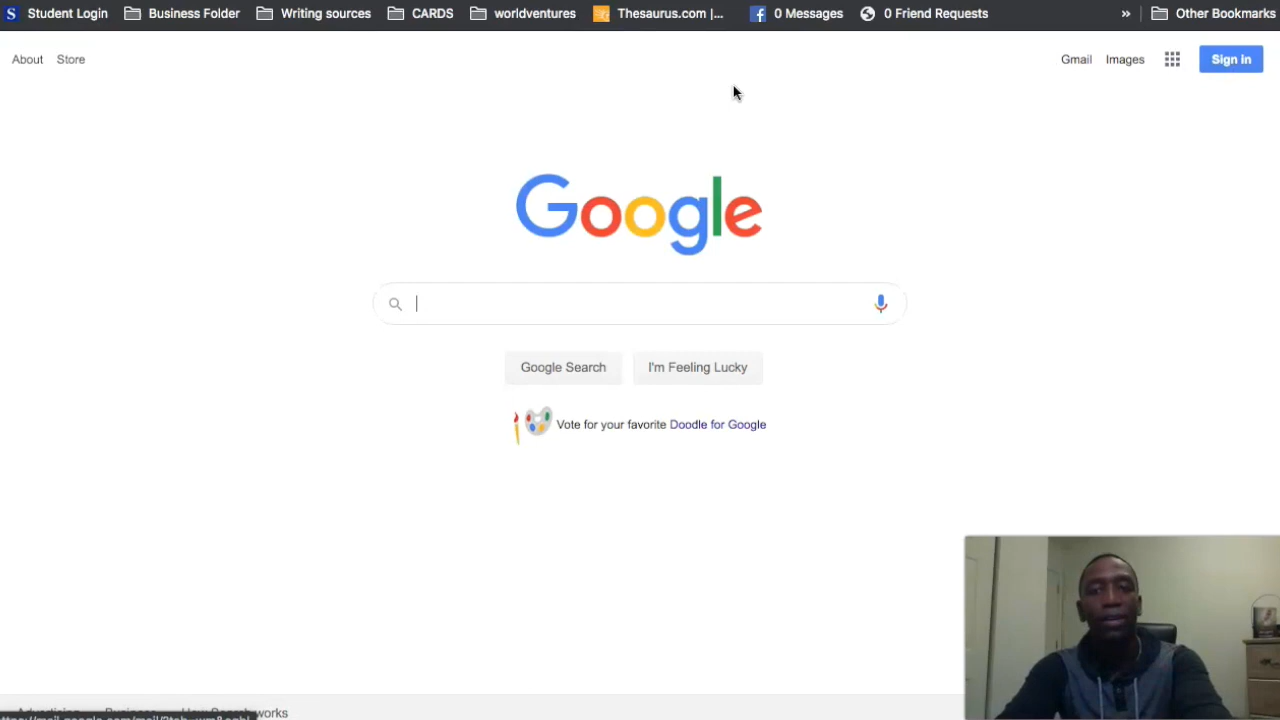 Student Login Business Folder Writing sources CARDS worldventures Thesaurus.com |... 0 Messages 0 Friend Requests » Other Bookmarks
About Store Gmail Images Sign in
Google
Google Search I'm Feeling Lucky
Vote for your favorite Doodle for Google
works